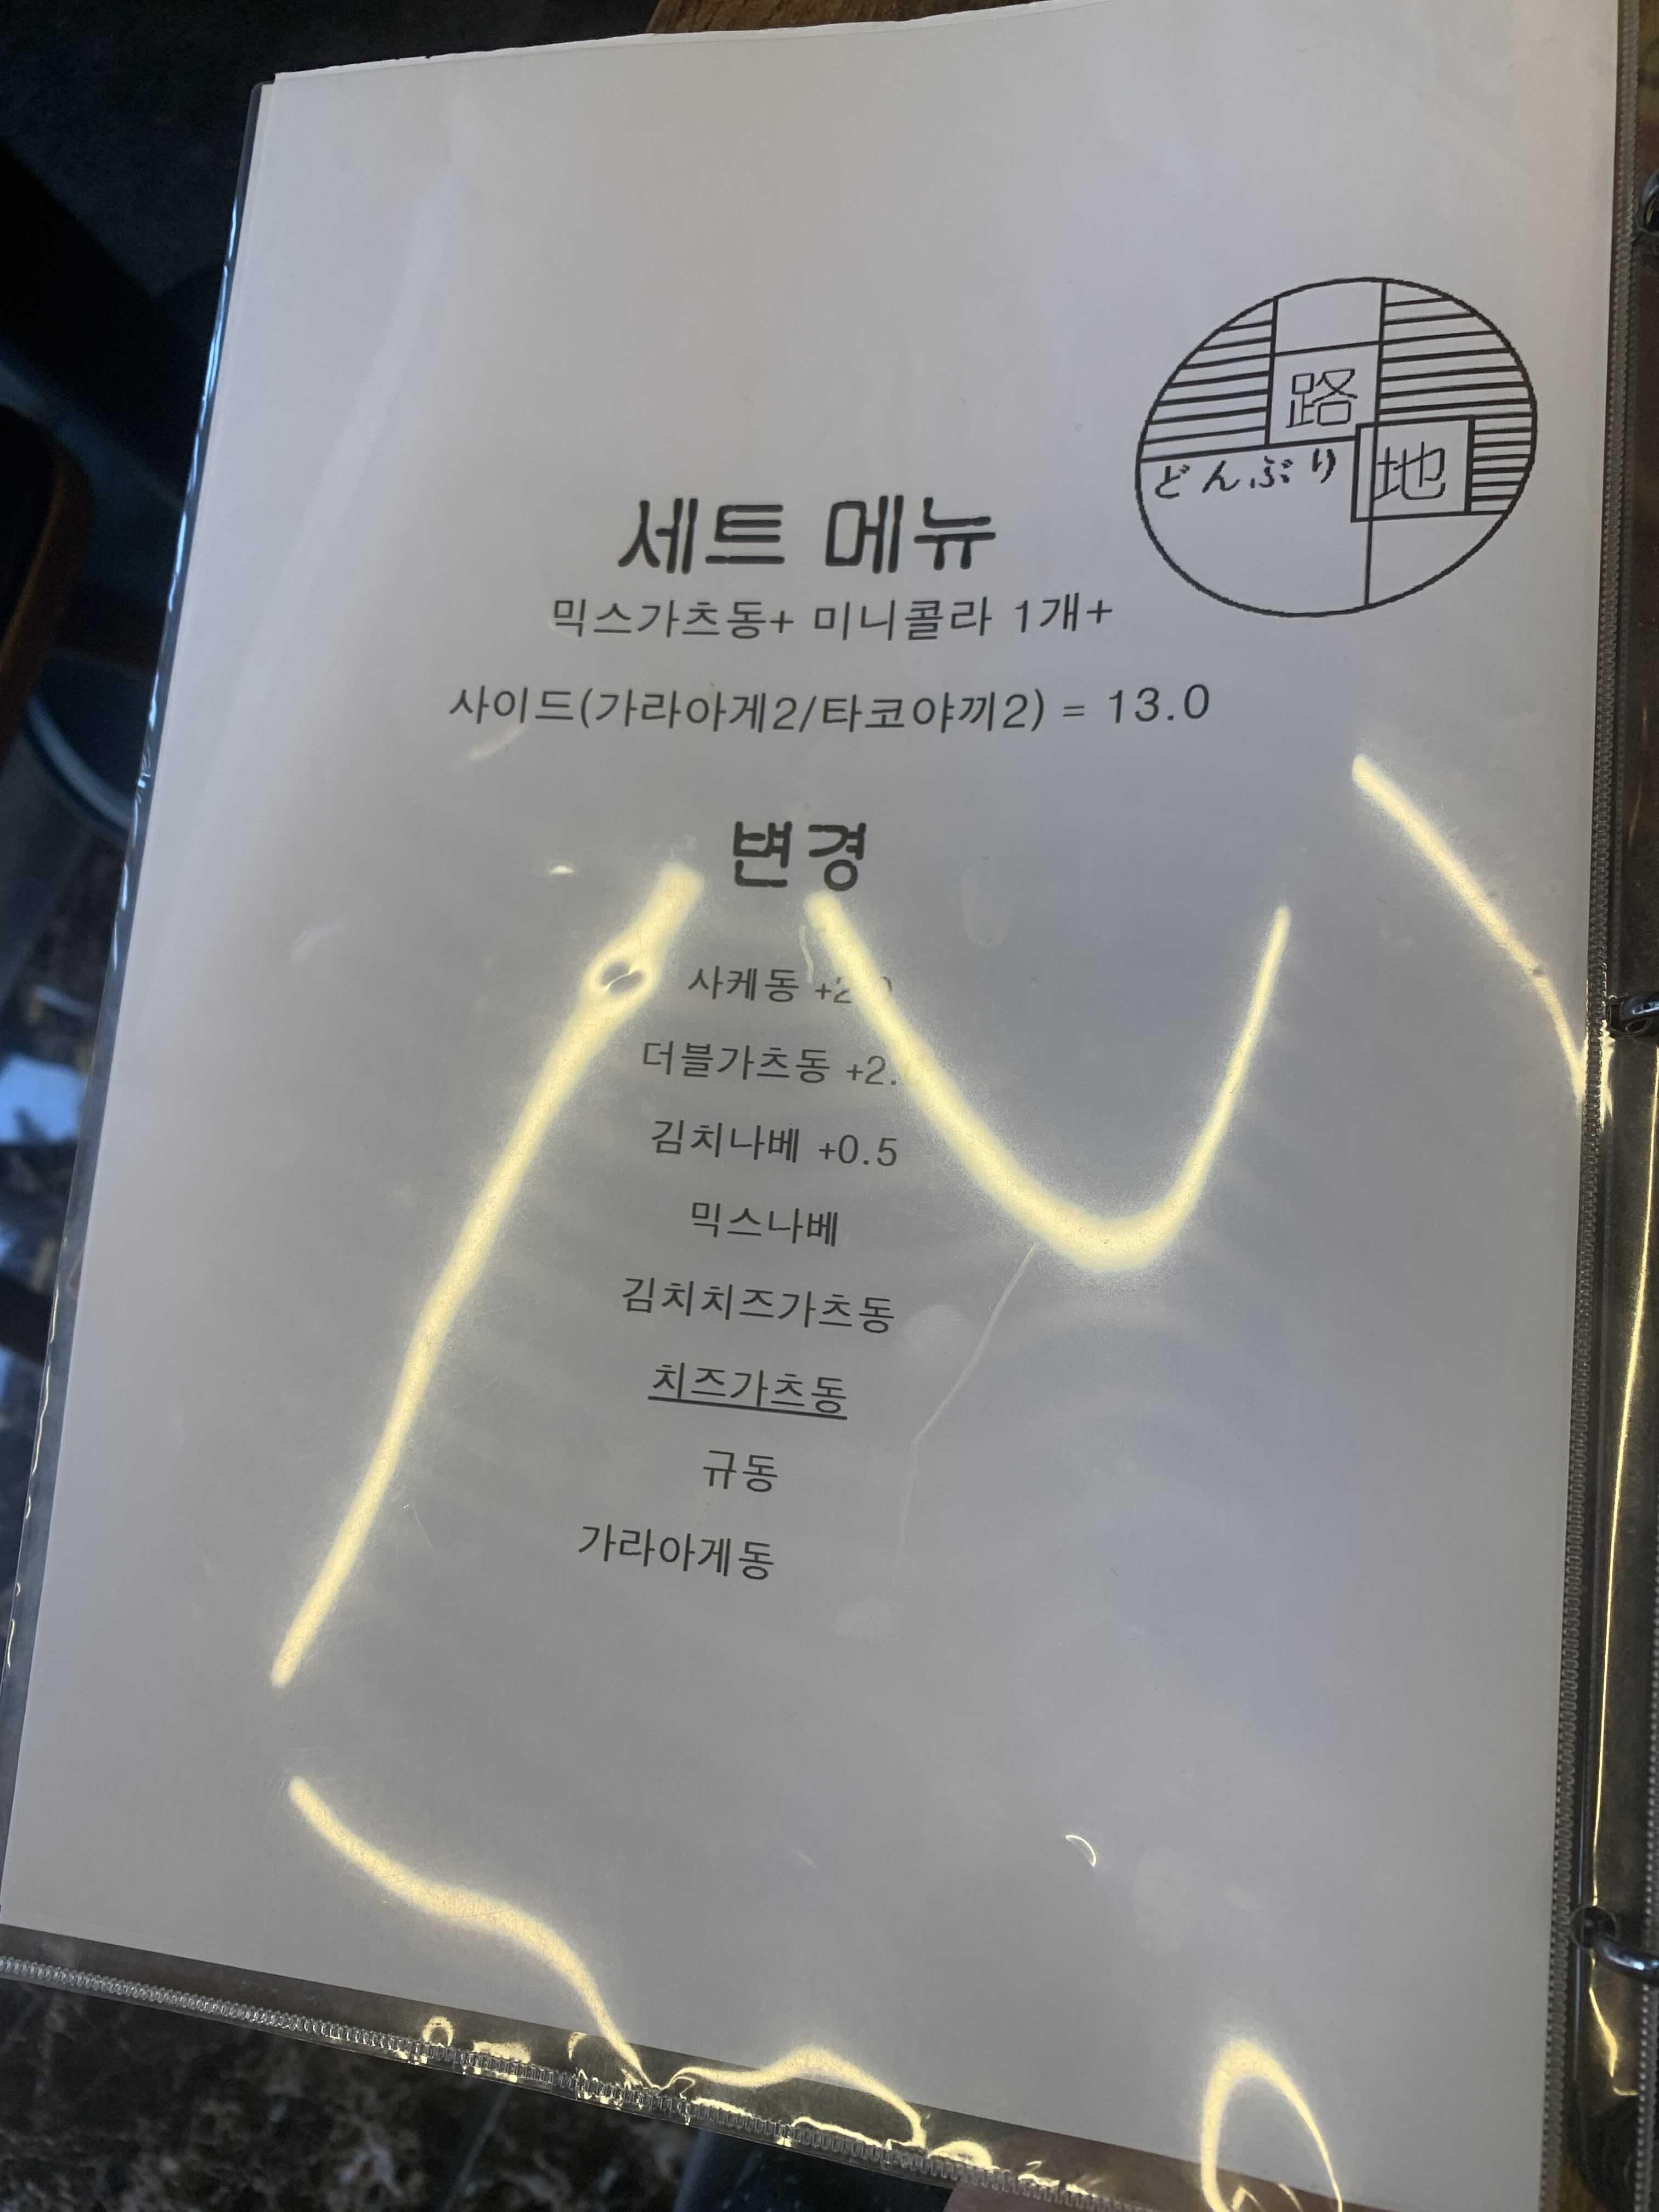 路
地
どんぶり
세트 메뉴
믹스가츠동+ 미니콜라 1개+
사이드(가라아게2/타코야끼2) = 13.0
변경
사케동
더블가츠동
김치나베 +0.5
믹스나베
김치치즈가츠동
치즈가츠동
규동
가라아게동